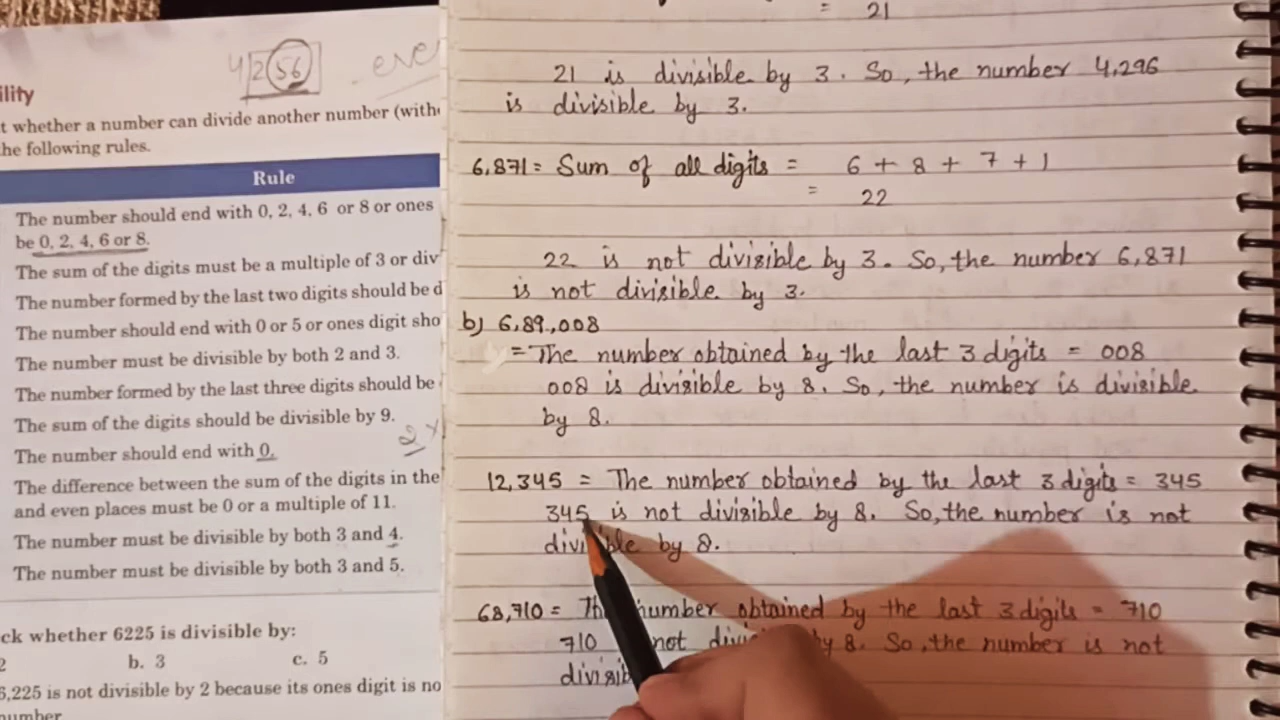 4 2 56 eve
ility
t whether a number can divide another number (with
the following rules.
Rule
The number should end with 0, 2, 4, 6 or 8 or ones
be 0, 2, 4, 6 or 8.
The sum of the digits must be a multiple of 3 or div
The number formed by the last two digits should be d
The number should end with 0 or 5 or ones digit sho
The number must be divisible by both 2 and 3.
The number formed by the last three digits should be
The sum of the digits should be divisible by 9.
The number should end with 0.
The difference between the sum of the digits in the
and even places must be 0 or a multiple of 11.
The number must be divisible by both 3 and 4.
The number must be divisible by both 3 and 5.
ck whether 6225 is divisible by:
2 b. 3 c. 5
6,225 is not divisible by 2 because its ones digit is no
number
= 21
21 is divisible by 3. So, the number 4,296
is divisible by 3.
6,871 = Sum of all digits = 6 + 8 + 7 + 1
= 22
22 is not divisible by 3. So, the number 6,871
is not divisible by 3.
b) 6,89,008
= The number obtained by the last 3 digits = 008
008 is divisible by 8. So, the number is divisible
by 8.
12,345 = The number obtained by the last 3 digits = 345
345 is not divisible by 8. So, the number is not
divisible by 8.
68,710 = The number obtained by the last 3 digits = 710
710 not by 8. So, the number is not
divisib